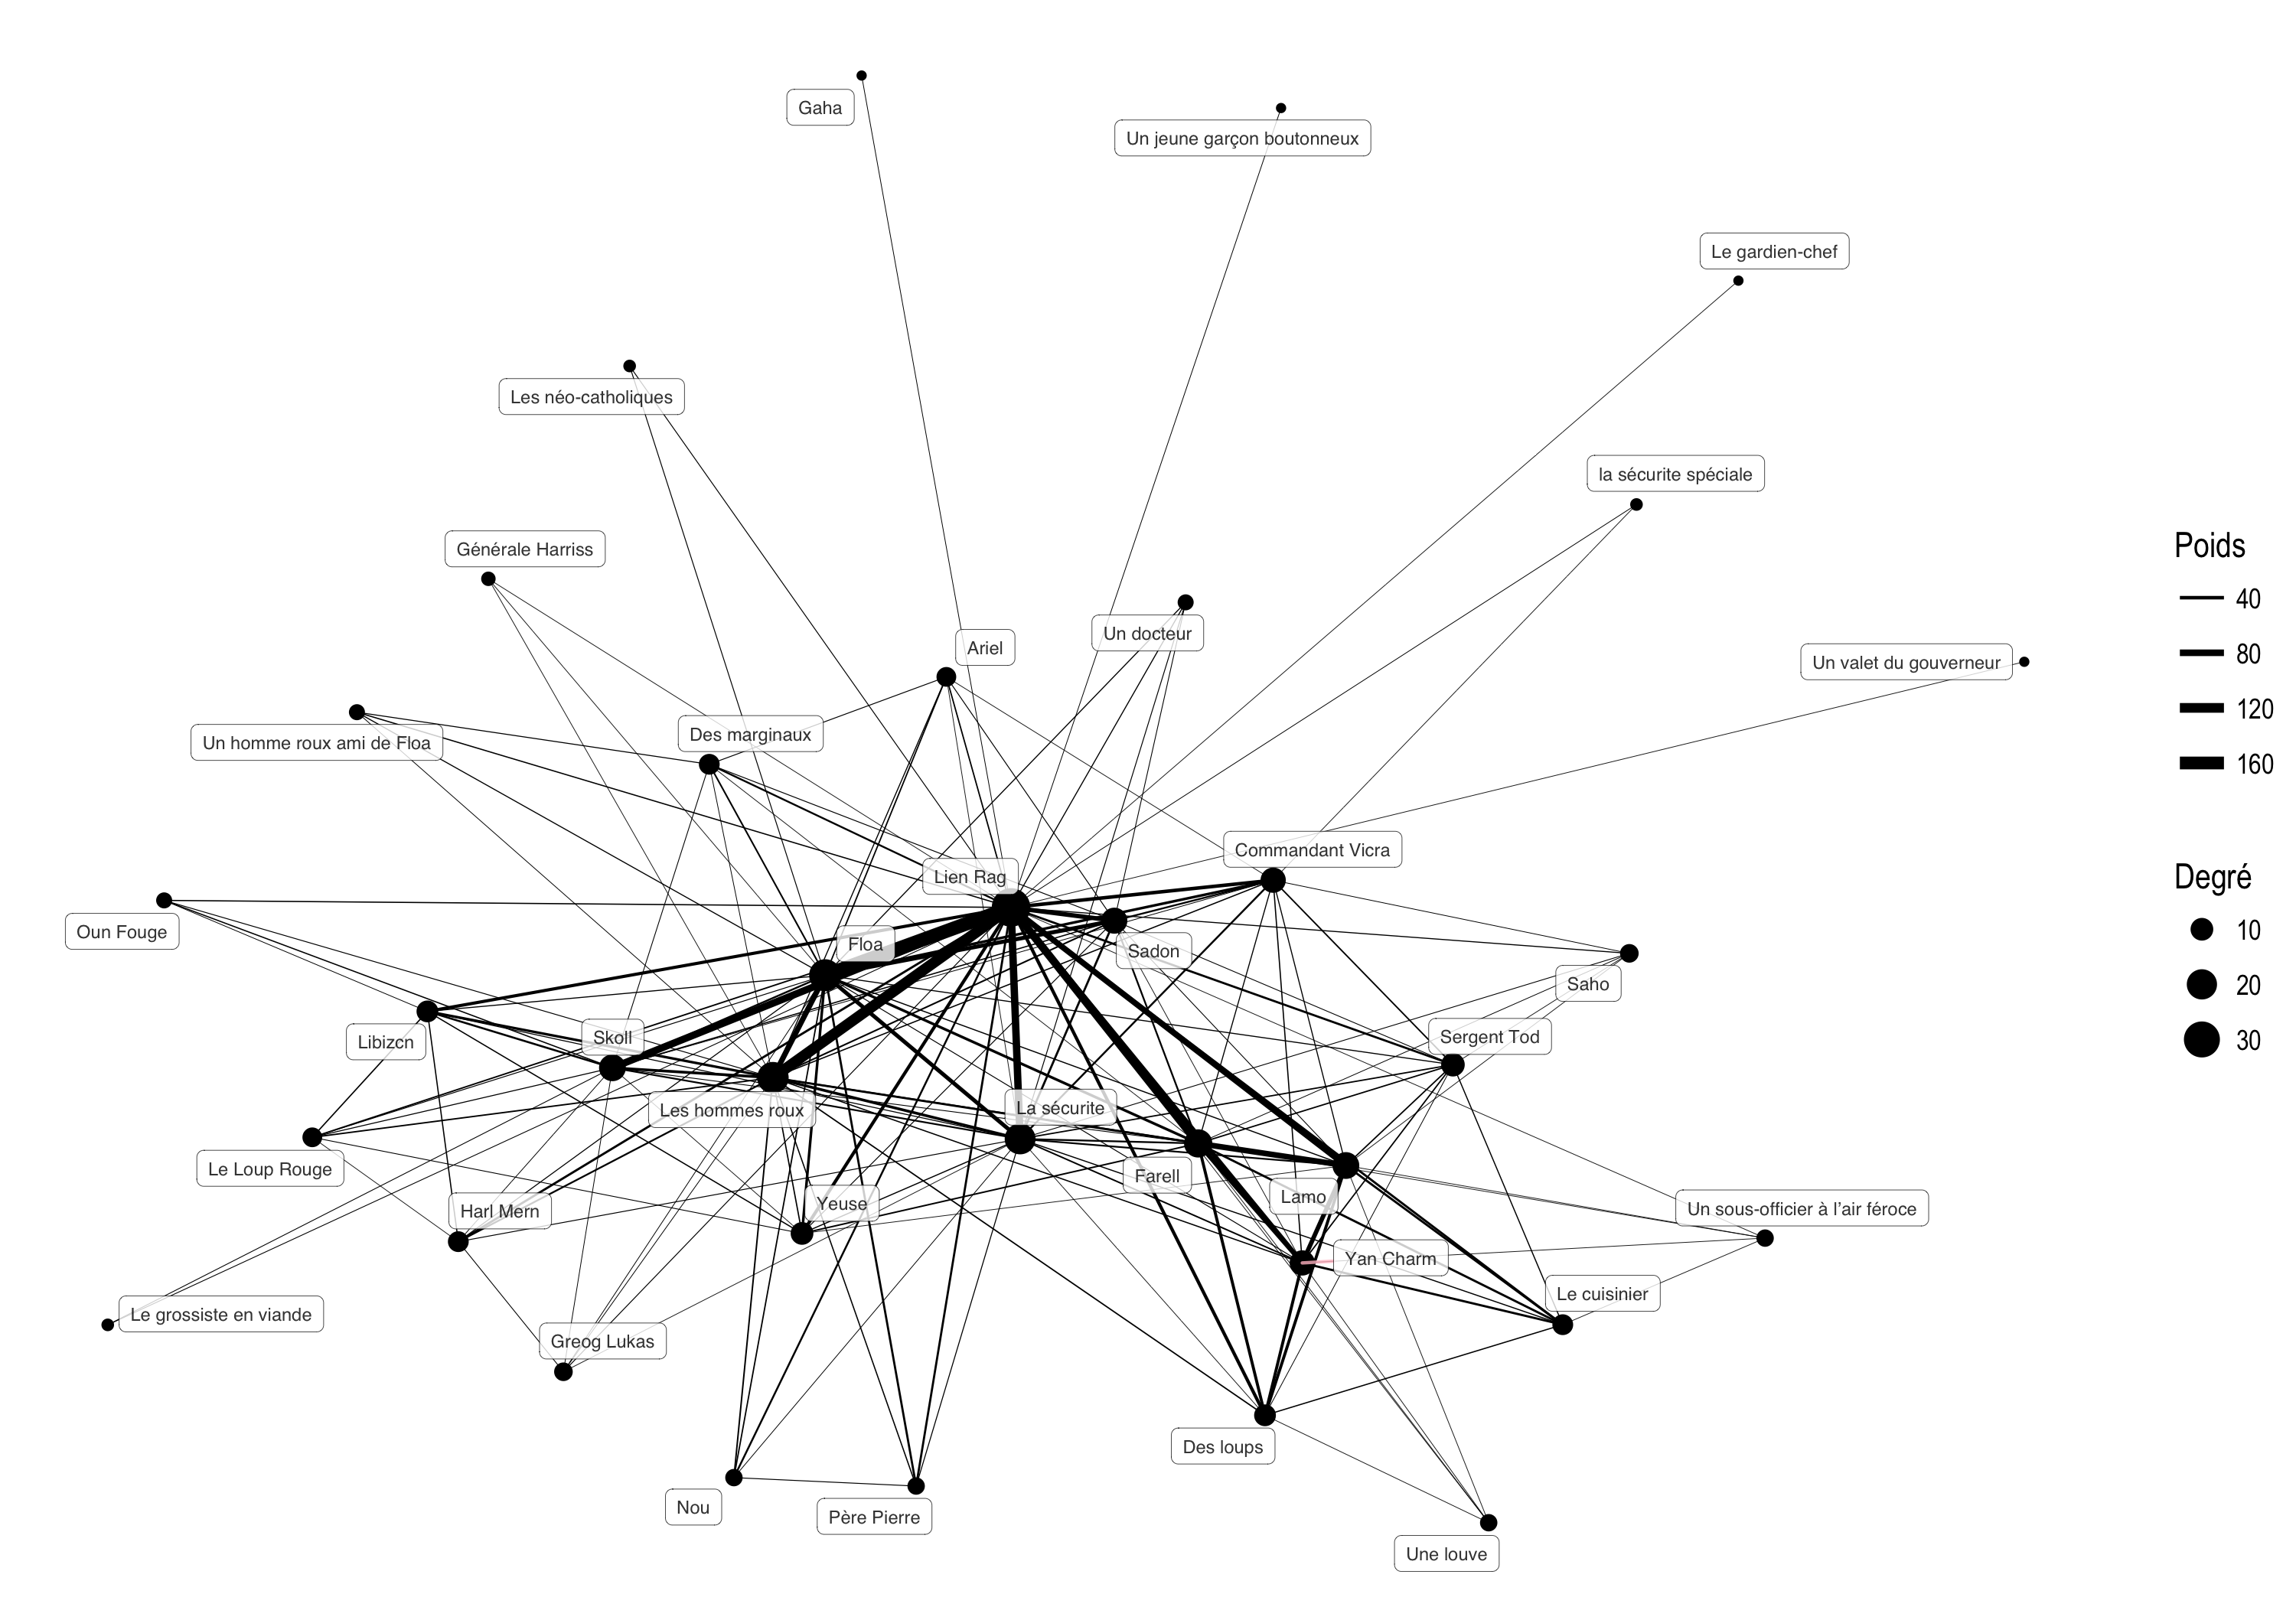 Gaha
Un jeune garçon boutonneux
Le gardien-chef
Les néo-catholiques
la sécurite spéciale
Générale Harriss
Poids
40
80
120
160
Un docteur
Ariel
Un valet du gouverneur
Des marginaux
Un homme roux ami de Floa
Commandant Vicra
Degré
10
20
30
Lien Rag
Oun Fouge
Floa
Sadon
Saho
Skoll
Sergent Tod
Libizcn
Les hommes roux
La sécurite
Le Loup Rouge
Farell
Lamo
Yeuse
Harl Mern
Un sous-officier à l'air féroce
Yan Charm
Le cuisinier
Le grossiste en viande
Greog Lukas
Des loups
Nou
Père Pierre
Une louve